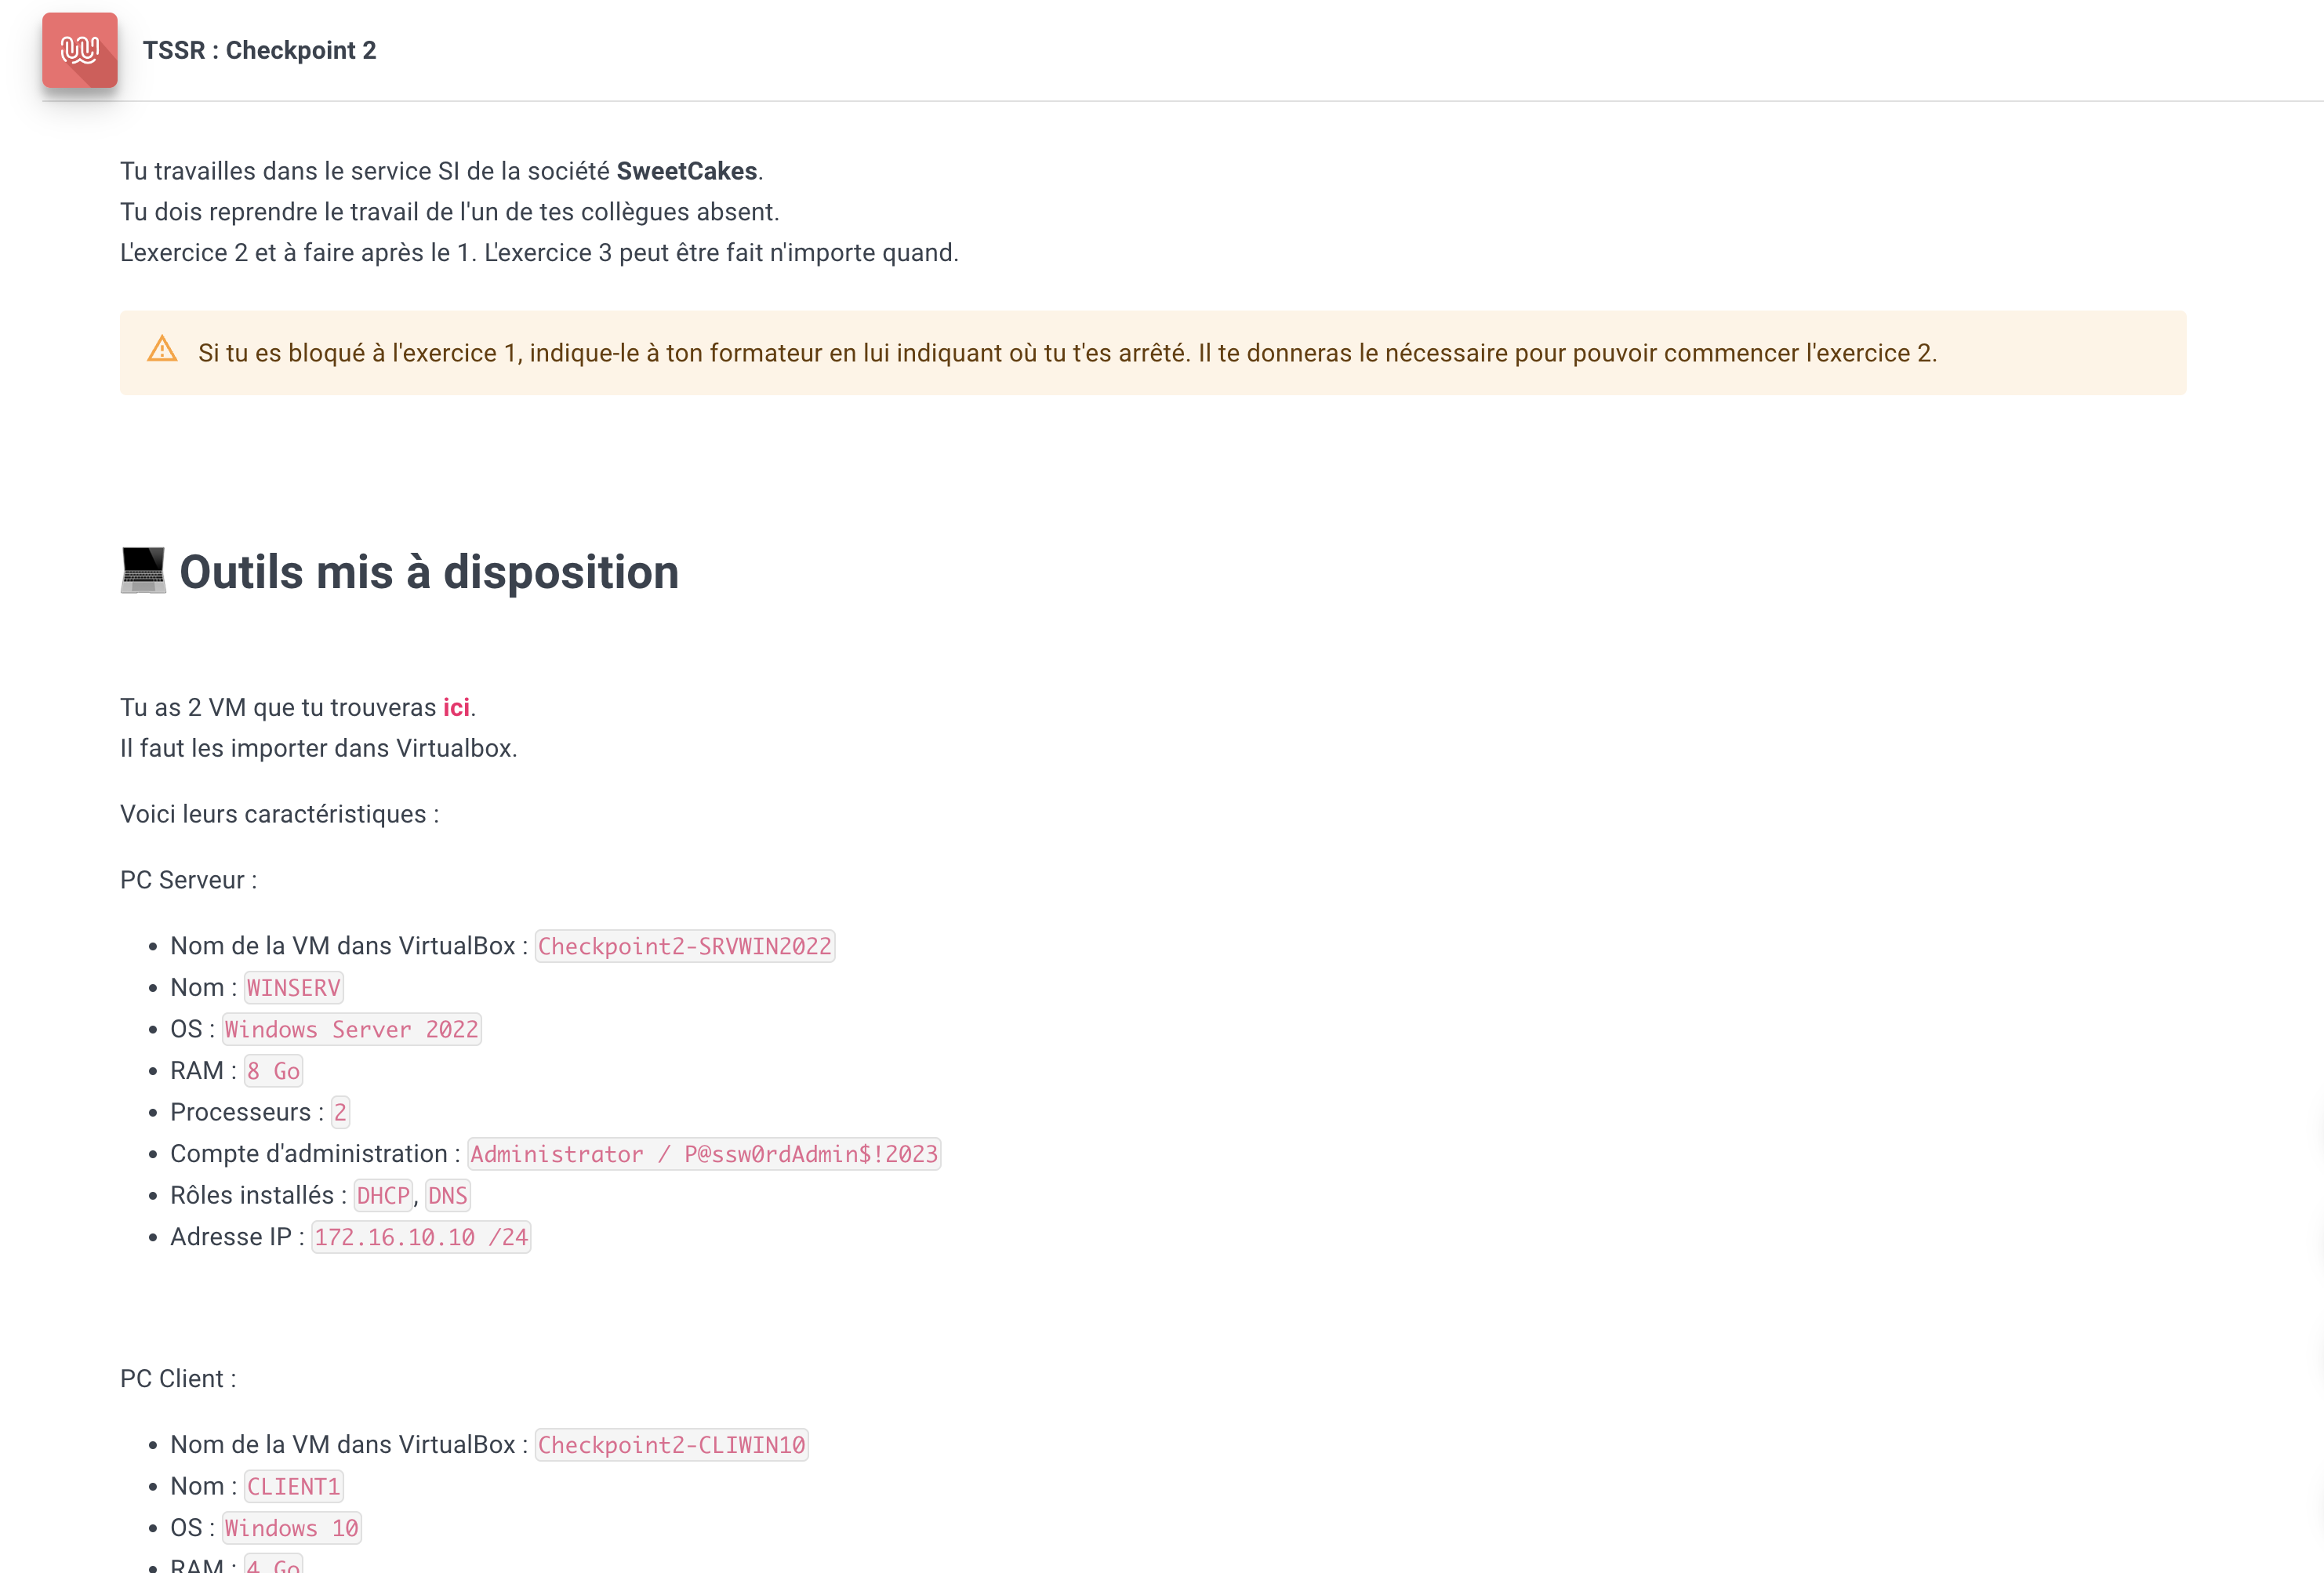 TSSR : Checkpoint 2
Tu travailles dans le service SI de la société SweetCakes.
Tu dois reprendre le travail de l'un de tes collègues absent.
L'exercice 2 et à faire après le 1. L'exercice 3 peut être fait n'importe quand.
Si tu es bloqué à l'exercice 1, indique-le à ton formateur en lui indiquant où tu t'es arrêté. Il te donneras le nécessaire pour pouvoir commencer l'exercice 2.
Outils mis à disposition
Tu as 2 VM que tu trouveras ici.
Il faut les importer dans Virtualbox.
Voici leurs caractéristiques :
PC Serveur :
Nom de la VM dans VirtualBox : Checkpoint2-SRVWIN2022
Nom : WINSERV
OS : Windows Server 2022
RAM : 8 Go
Processeurs : 2
Compte d'administration : Administrator / P@ssw0rdAdmin$!2023
Rôles installés : DHCP, DNS
Adresse IP : 172.16.10.10 /24
PC Client :
Nom de la VM dans VirtualBox : Checkpoint2-CLIWIN10
Nom : CLIENT1
OS : Windows 10
RAM : 4 Go